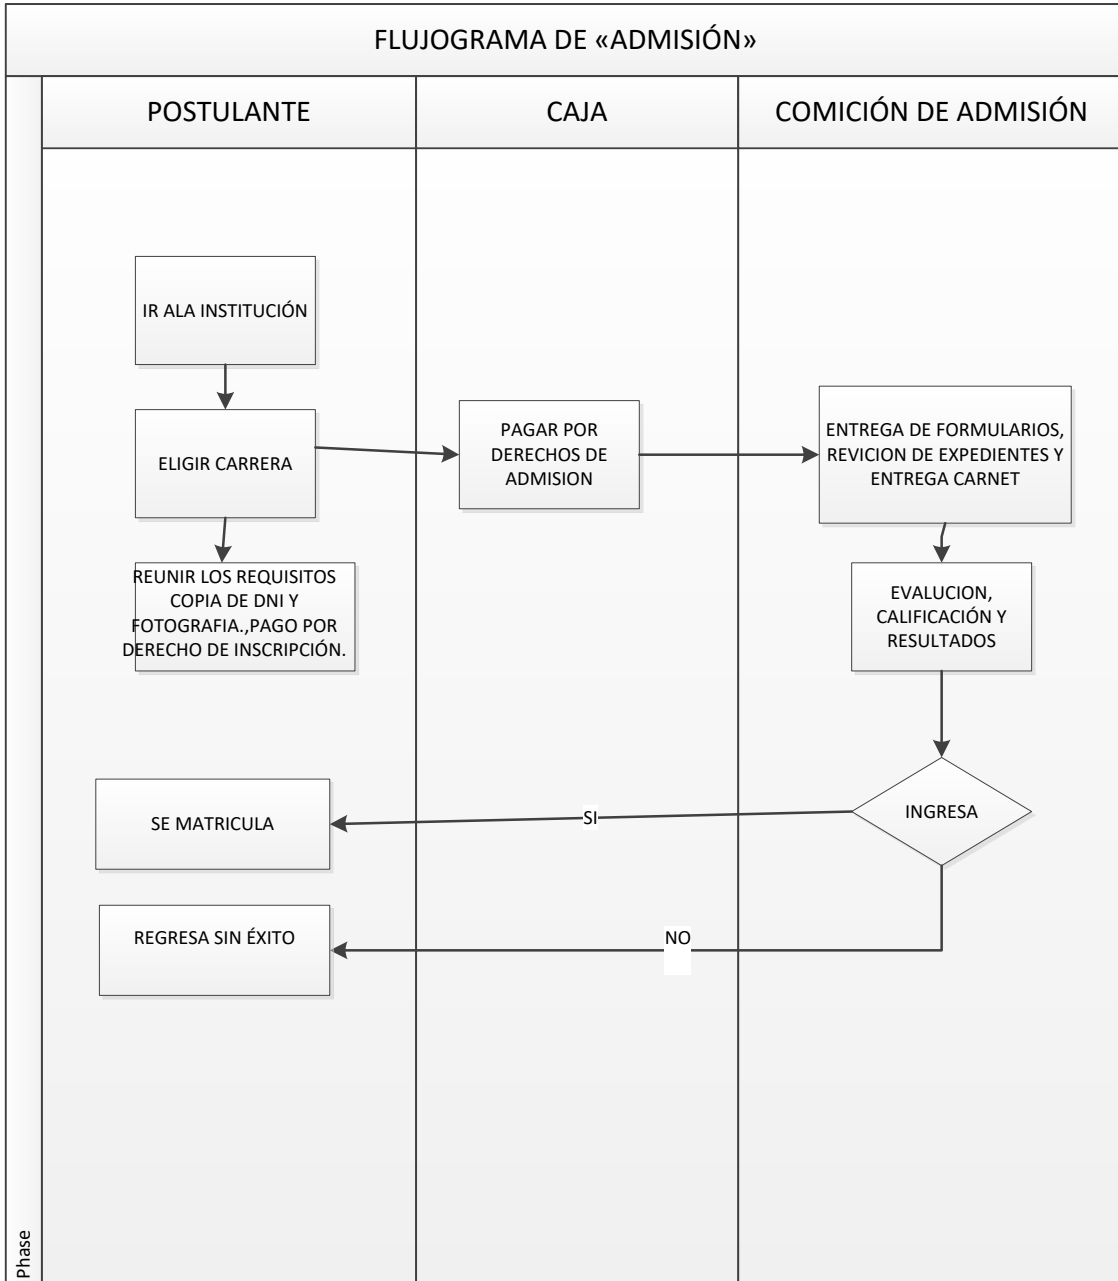 FLUJOGRAMA DE «ADMISIÓN»
POSTULANTE
CAJA
COMICIÓN DE ADMISIÓN
IR ALA INSTITUCIÓN
ELIGIR CARRERA
PAGAR POR
DERECHOS DE
ADMISION
ENTREGA DE FORMULARIOS,
REVICION DE EXPEDIENTES Y
ENTREGA CARNET
REUNIR LOS REQUISITOS
COPIA DE DNI Y
FOTOGRAFIA.,PAGO POR
DERECHO DE INSCRIPCIÓN.
EVALUCION,
CALIFICACIÓN Y
RESULTADOS
INGRESA
SI
SE MATRICULA
NO
REGRESA SIN ÉXITO
Phase